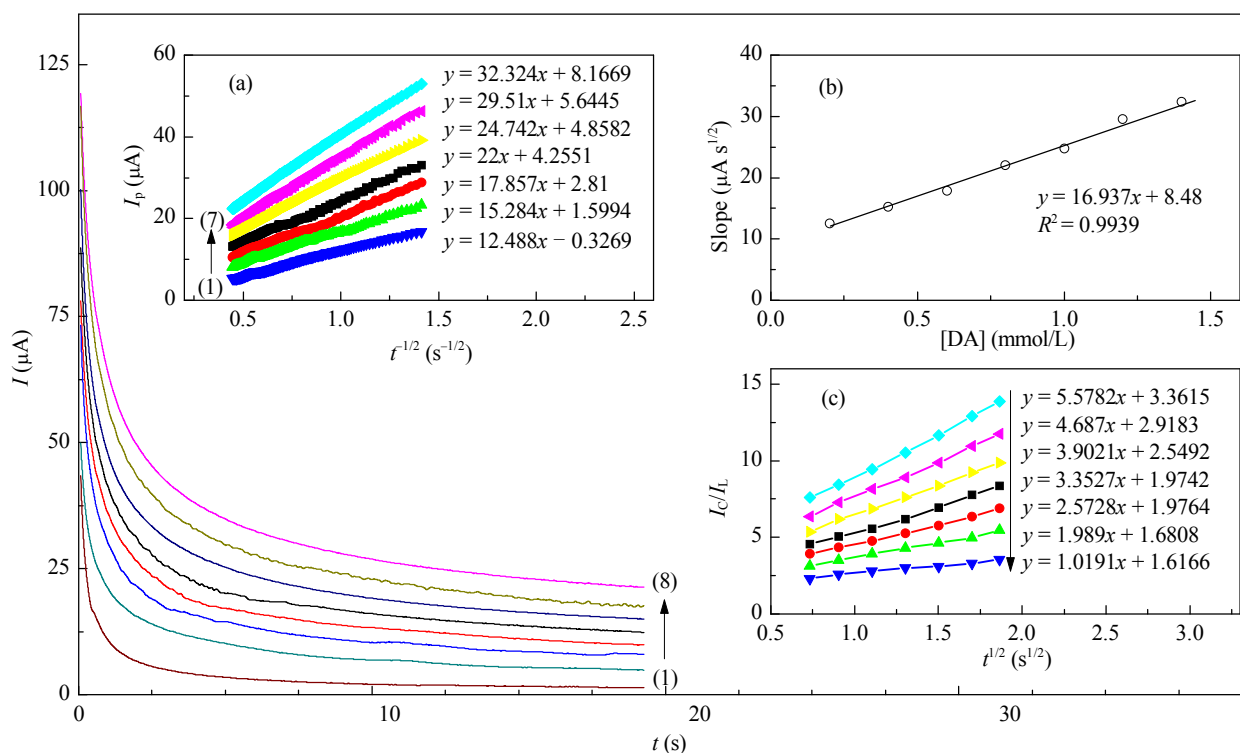 125
100
75
50
25
0
I (μA)
0
10
20
30
t (s)
(8)
(1)
(a)
60
40
20
0
I_p (μA)
y = 32.324x + 8.1669
y = 29.51x + 5.6445
y = 24.742x + 4.8582
y = 22x + 4.2551
y = 17.857x + 2.81
y = 15.284x + 1.5994
y = 12.488x − 0.3269
(7)
(1)
0.5 1.0 1.5 2.0 2.5
t^{−1/2} (s^{−1/2})
(b)
40
30
20
10
0
Slope (μA s^{1/2})
y = 16.937x + 8.48
R² = 0.9939
0.0 0.5 1.0 1.5
[DA] (mmol/L)
(c)
15
10
5
0
I_C/I_L
y = 5.5782x + 3.3615
y = 4.687x + 2.9183
y = 3.9021x + 2.5492
y = 3.3527x + 1.9742
y = 2.5728x + 1.9764
y = 1.989x + 1.6808
y = 1.0191x + 1.6166
0.5 1.0 1.5 2.0 2.5 3.0
t^{1/2} (s^{1/2})